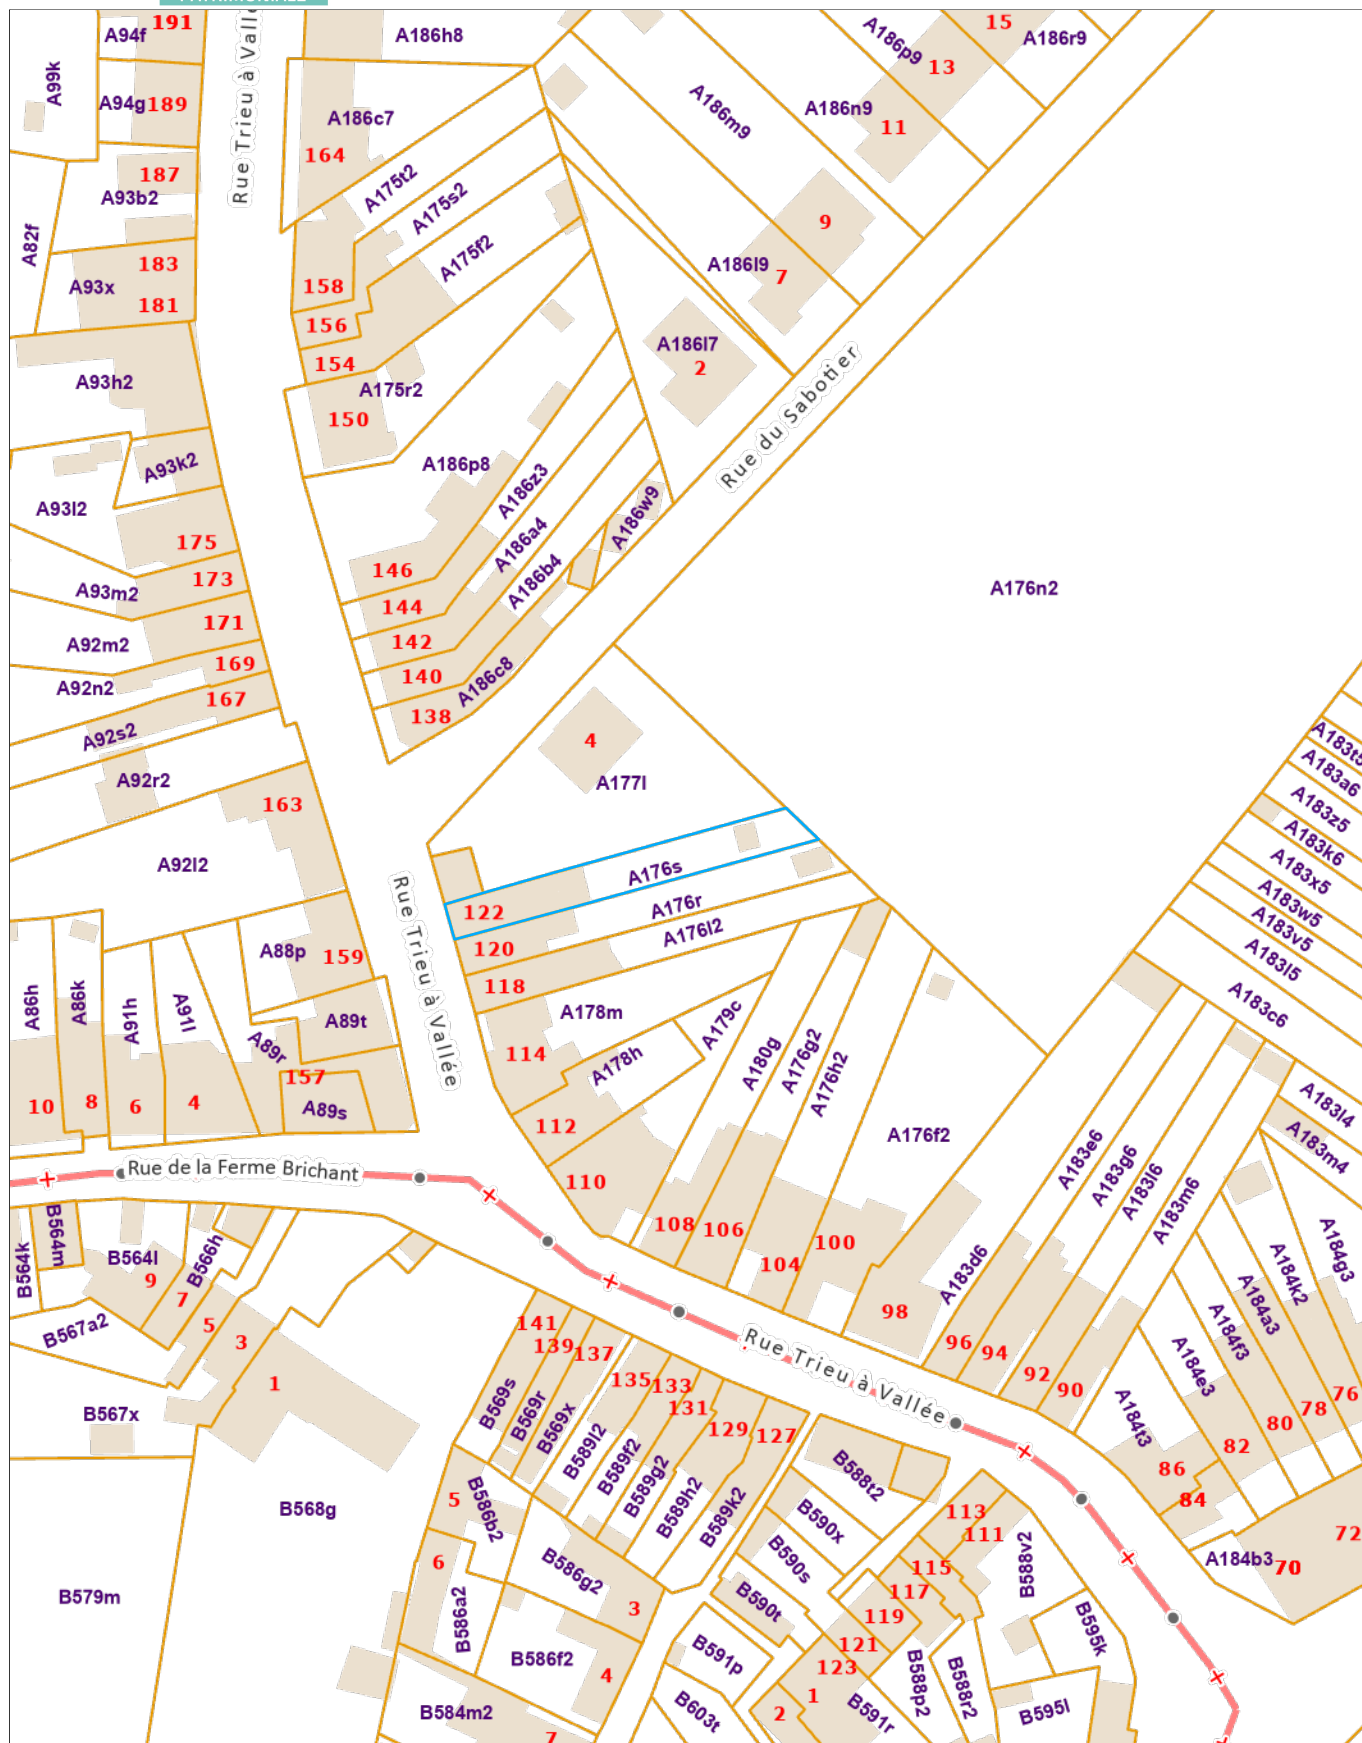 191
A94f
A186h8
15
A186r9
A186p9
13
A99k
A94g
189
Rue Trieu à Vallé
A186c7
A186m9
A186n9
11
164
187
A93b2
A175t2
A175s2
A175f2
A82f
9
183
A93x
181
158
A186l9
7
156
154
A186l7
2
A93h2
A175r2
150
Rue du Sabotier
A93k2
A186p8
A186z3
A186w9
A93l2
175
A186a4
A186b4
146
173
A93m2
144
A176n2
171
A92m2
142
169
140
A186c8
A92n2
167
138
A92s2
A92r2
4
A177l
163
A183t5
A183a6
A183z5
A183k6
A183x5
A183w5
A183v5
A183l5
A183c6
A92l2
A176s
122
A176r
120
A176l2
118
Rue Trieu à Vallée
A88p
159
A86h
A86k
A91h
A91l
A89t
A89r
157
A89s
10
8
6
4
A178m
114
A178h
A179c
A180g
A176g2
A176h2
A176f2
112
110
A183l4
A183m4
A183e6
A183g6
A183l6
A183m6
A183d6
Rue de la Ferme Brichant
108
106
104
100
98
96
94
92
90
B564k
B564m
B564l
9
B566h
7
5
3
1
B567a2
B567x
A184g3
A184k2
A184a3
A184f3
A184e3
A184t3
76
78
80
82
86
84
141
139
137
135
133
131
129
127
Rue Trieu à Vallée
B569s
B569r
B569x
B589l2
B589f2
B589g2
B589h2
B589k2
B588t2
B590x
B590s
B590t
B568g
B579m
5
B586b2
6
B586a2
B586g2
3
B586f2
4
B584m2
7
113
111
115
117
119
121
123
1
2
B588v2
B595k
B595l
B588p2
B588r2
B591r
B591p
B603t
A184b3
70
72